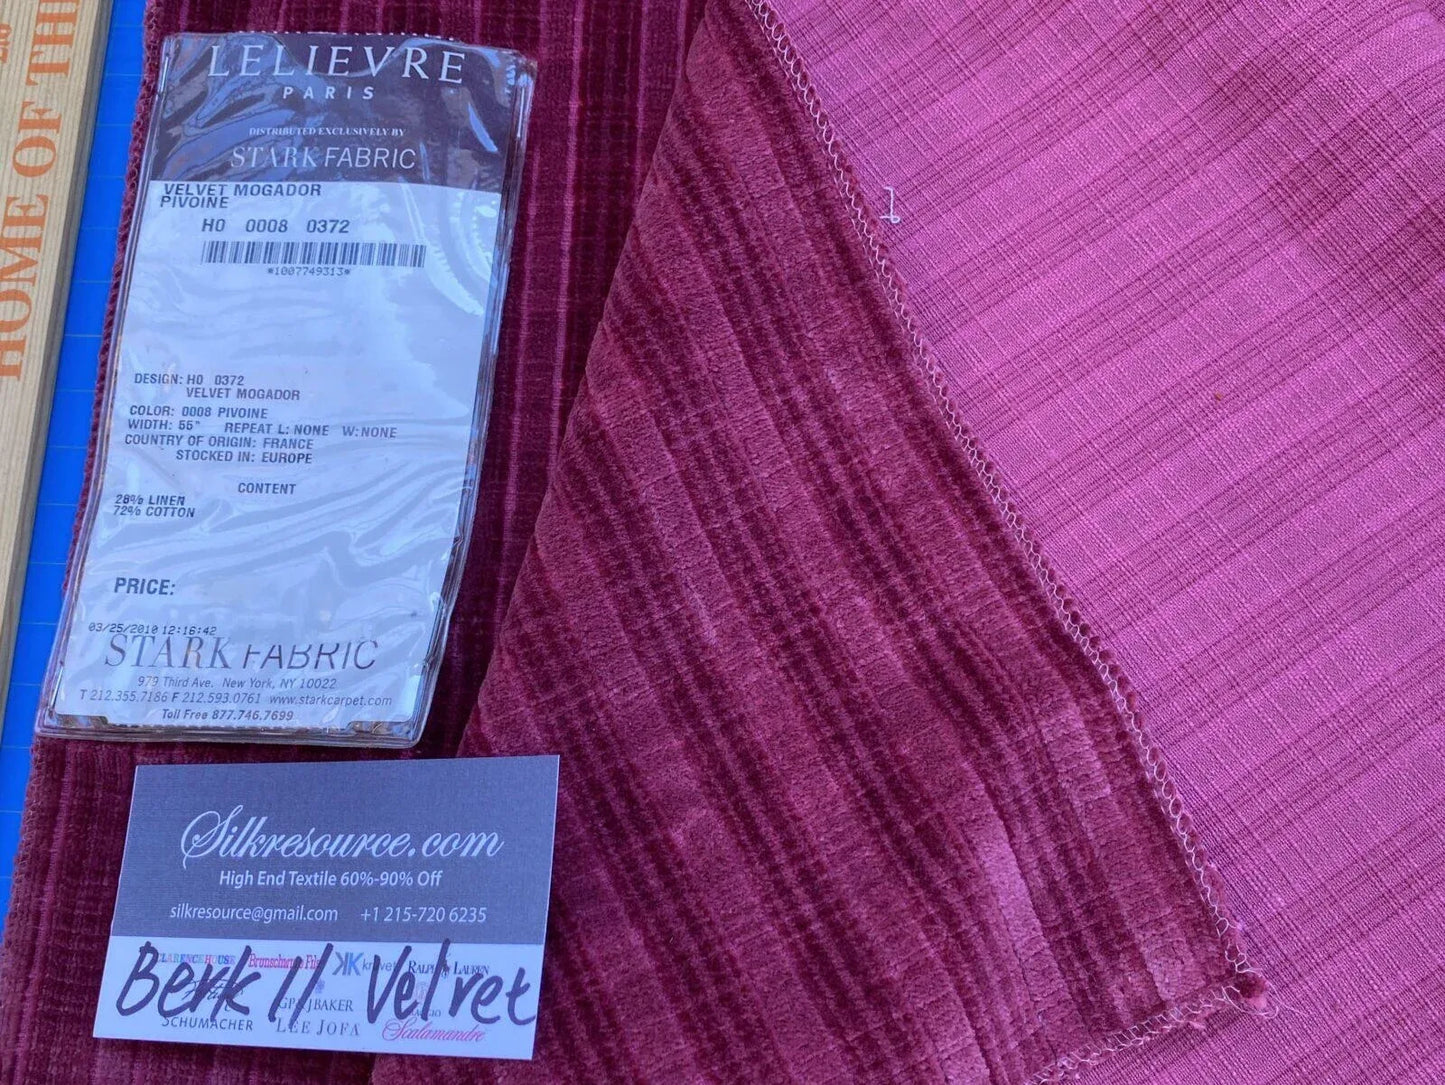 HOME OF TH
LELIEVRE
PARIS
DISTRIBUTED EXCLUSIVELY BY
STARK FABRIC
VELVET MOGADOR
PIVOINE
H0 0008 0372
*1007749313*
DESIGN: H0 0372
VELVET MOGADOR
COLOR: 0008 PIVOINE
WIDTH: 55" REPEAT L: NONE W:NONE
COUNTRY OF ORIGIN: FRANCE
STOCKED IN: EUROPE
CONTENT
28% LINEN
72% COTTON
PRICE:
03/25/2010 12:16:42
STARK FABRIC
979 Third Ave. New York, NY 10022
T 212.355.7186 F 212.593.0761 www.starkcarpet.com
Toll Free 877.746.7699
Silkresource.com
High End Textile 60%-90% Off
silkresource@gmail.com +1 215-720 6235
CLARENCE HOUSE Brunschwig Fils kravet RALPH LAUREN
Berk 11 Velvet
GP&J BAKER
SCHUMACHER LEE JOFA Scalamandré